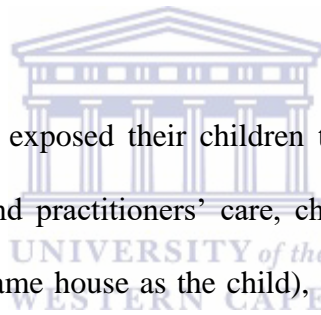 exposed their children t
nd practitioners’ care, ch
UNIVERSITY of the
ame house as the child),
WESTERN CAPE